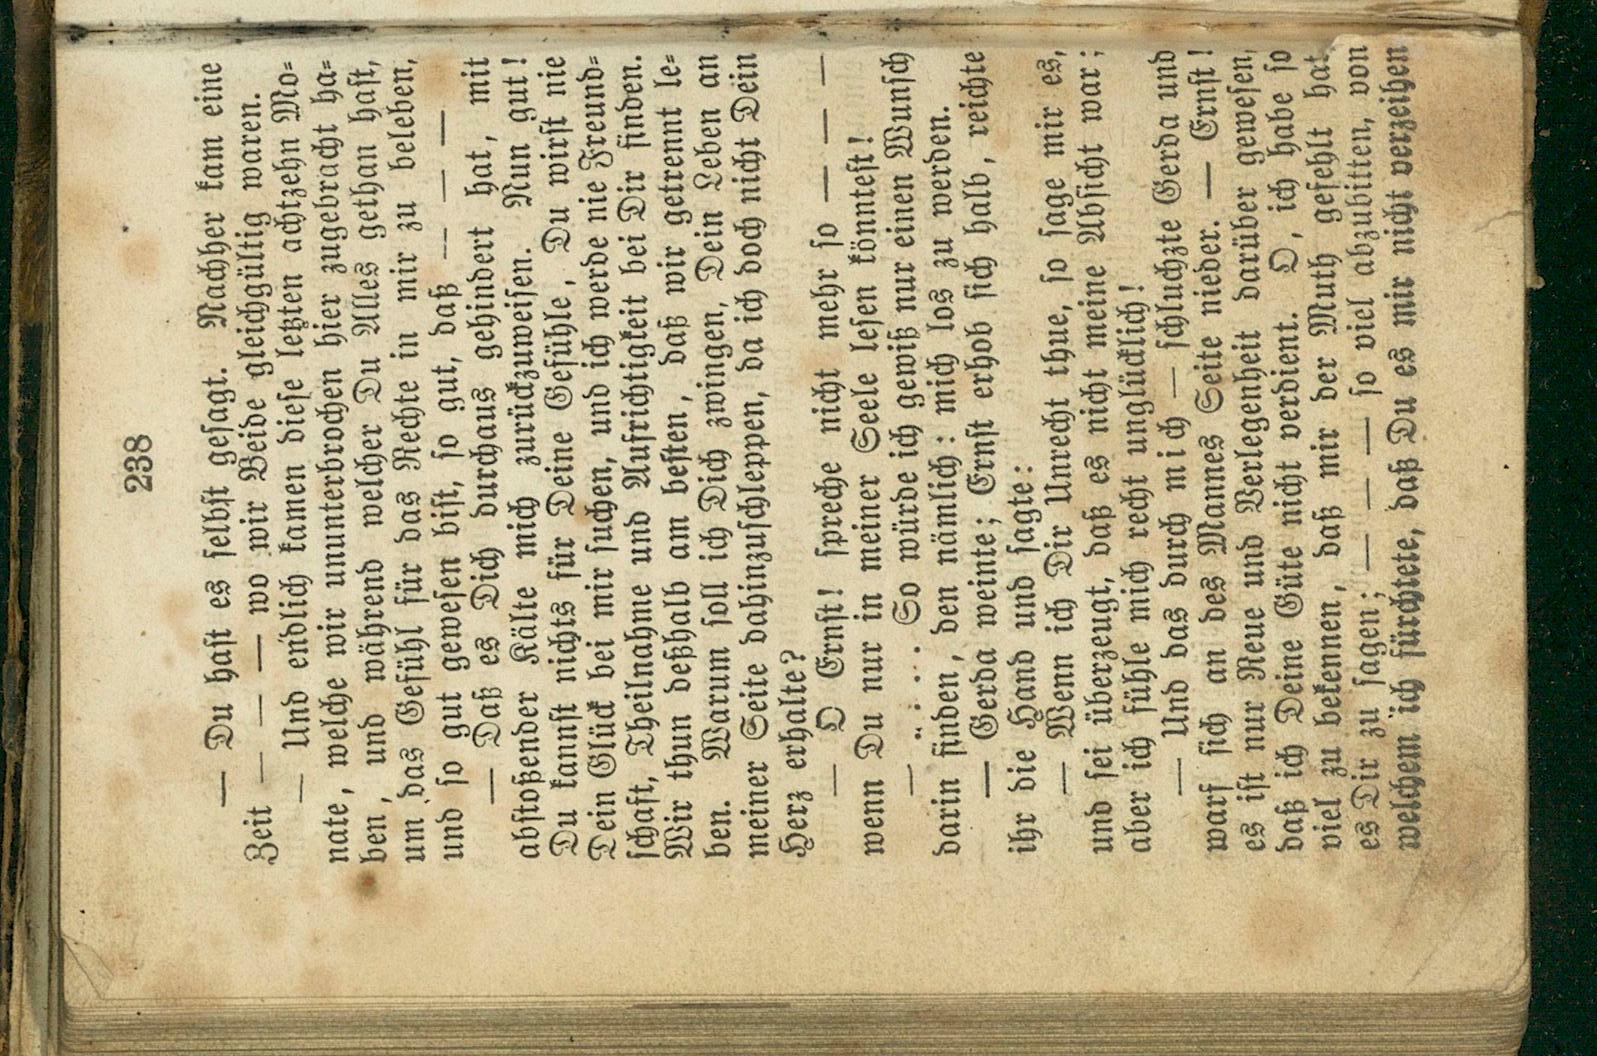 238
— Du hast es selbst gesagt. Nachher kam eine
Zeit — — — wo wir Beide gleichgültig waren.
— Und endlich kamen diese letzten achtzehn Mo-
nate, welche wir ununterbrochen hier zugebracht ha-
ben, und während welcher Du Alles gethan hast,
um das Gefühl für das Rechte in mir zu beleben,
und so gut gewesen bist, so gut, daß — — —
— Daß es Dich durchaus gehindert hat, mit
abstoßender Kälte mich zurückzuweisen. Nun gut!
Du kannst nichts für Deine Gefühle, Du wirst nie
Dein Glück bei mir suchen, und ich werde nie Freund-
schaft, Theilnahme und Aufrichtigkeit bei Dir finden.
Wir thun deßhalb am besten, daß wir getrennt le-
ben. Warum soll ich Dich zwingen, Dein Leben an
meiner Seite dahinzuschleppen, da ich doch nicht Dein
Herz erhalte?
— O Ernst! spreche nicht mehr so — — —
wenn Du nur in meiner Seele lesen könntest!
— . . . . So würde ich gewiß nur einen Wunsch
darin finden, den nämlich: mich los zu werden.
— Gerda weinte; Ernst erhob sich halb, reichte
ihr die Hand und sagte:
— Wenn ich Dir Unrecht thue, so sage mir es,
und sei überzeugt, daß es nicht meine Absicht war;
aber ich fühle mich recht unglücklich!
— Und das durch mich — schluchzte Gerda und
warf sich an des Mannes Seite nieder. — Ernst!
es ist nur Reue und Verlegenheit darüber gewesen,
daß ich Deine Güte nicht verdient. O, ich habe so
viel zu bekennen, daß mir der Muth gefehlt hat,
es Dir zu sagen; — — — so viel abzubitten, von
welchem ich fürchtete, daß Du es mir nicht verzeihen